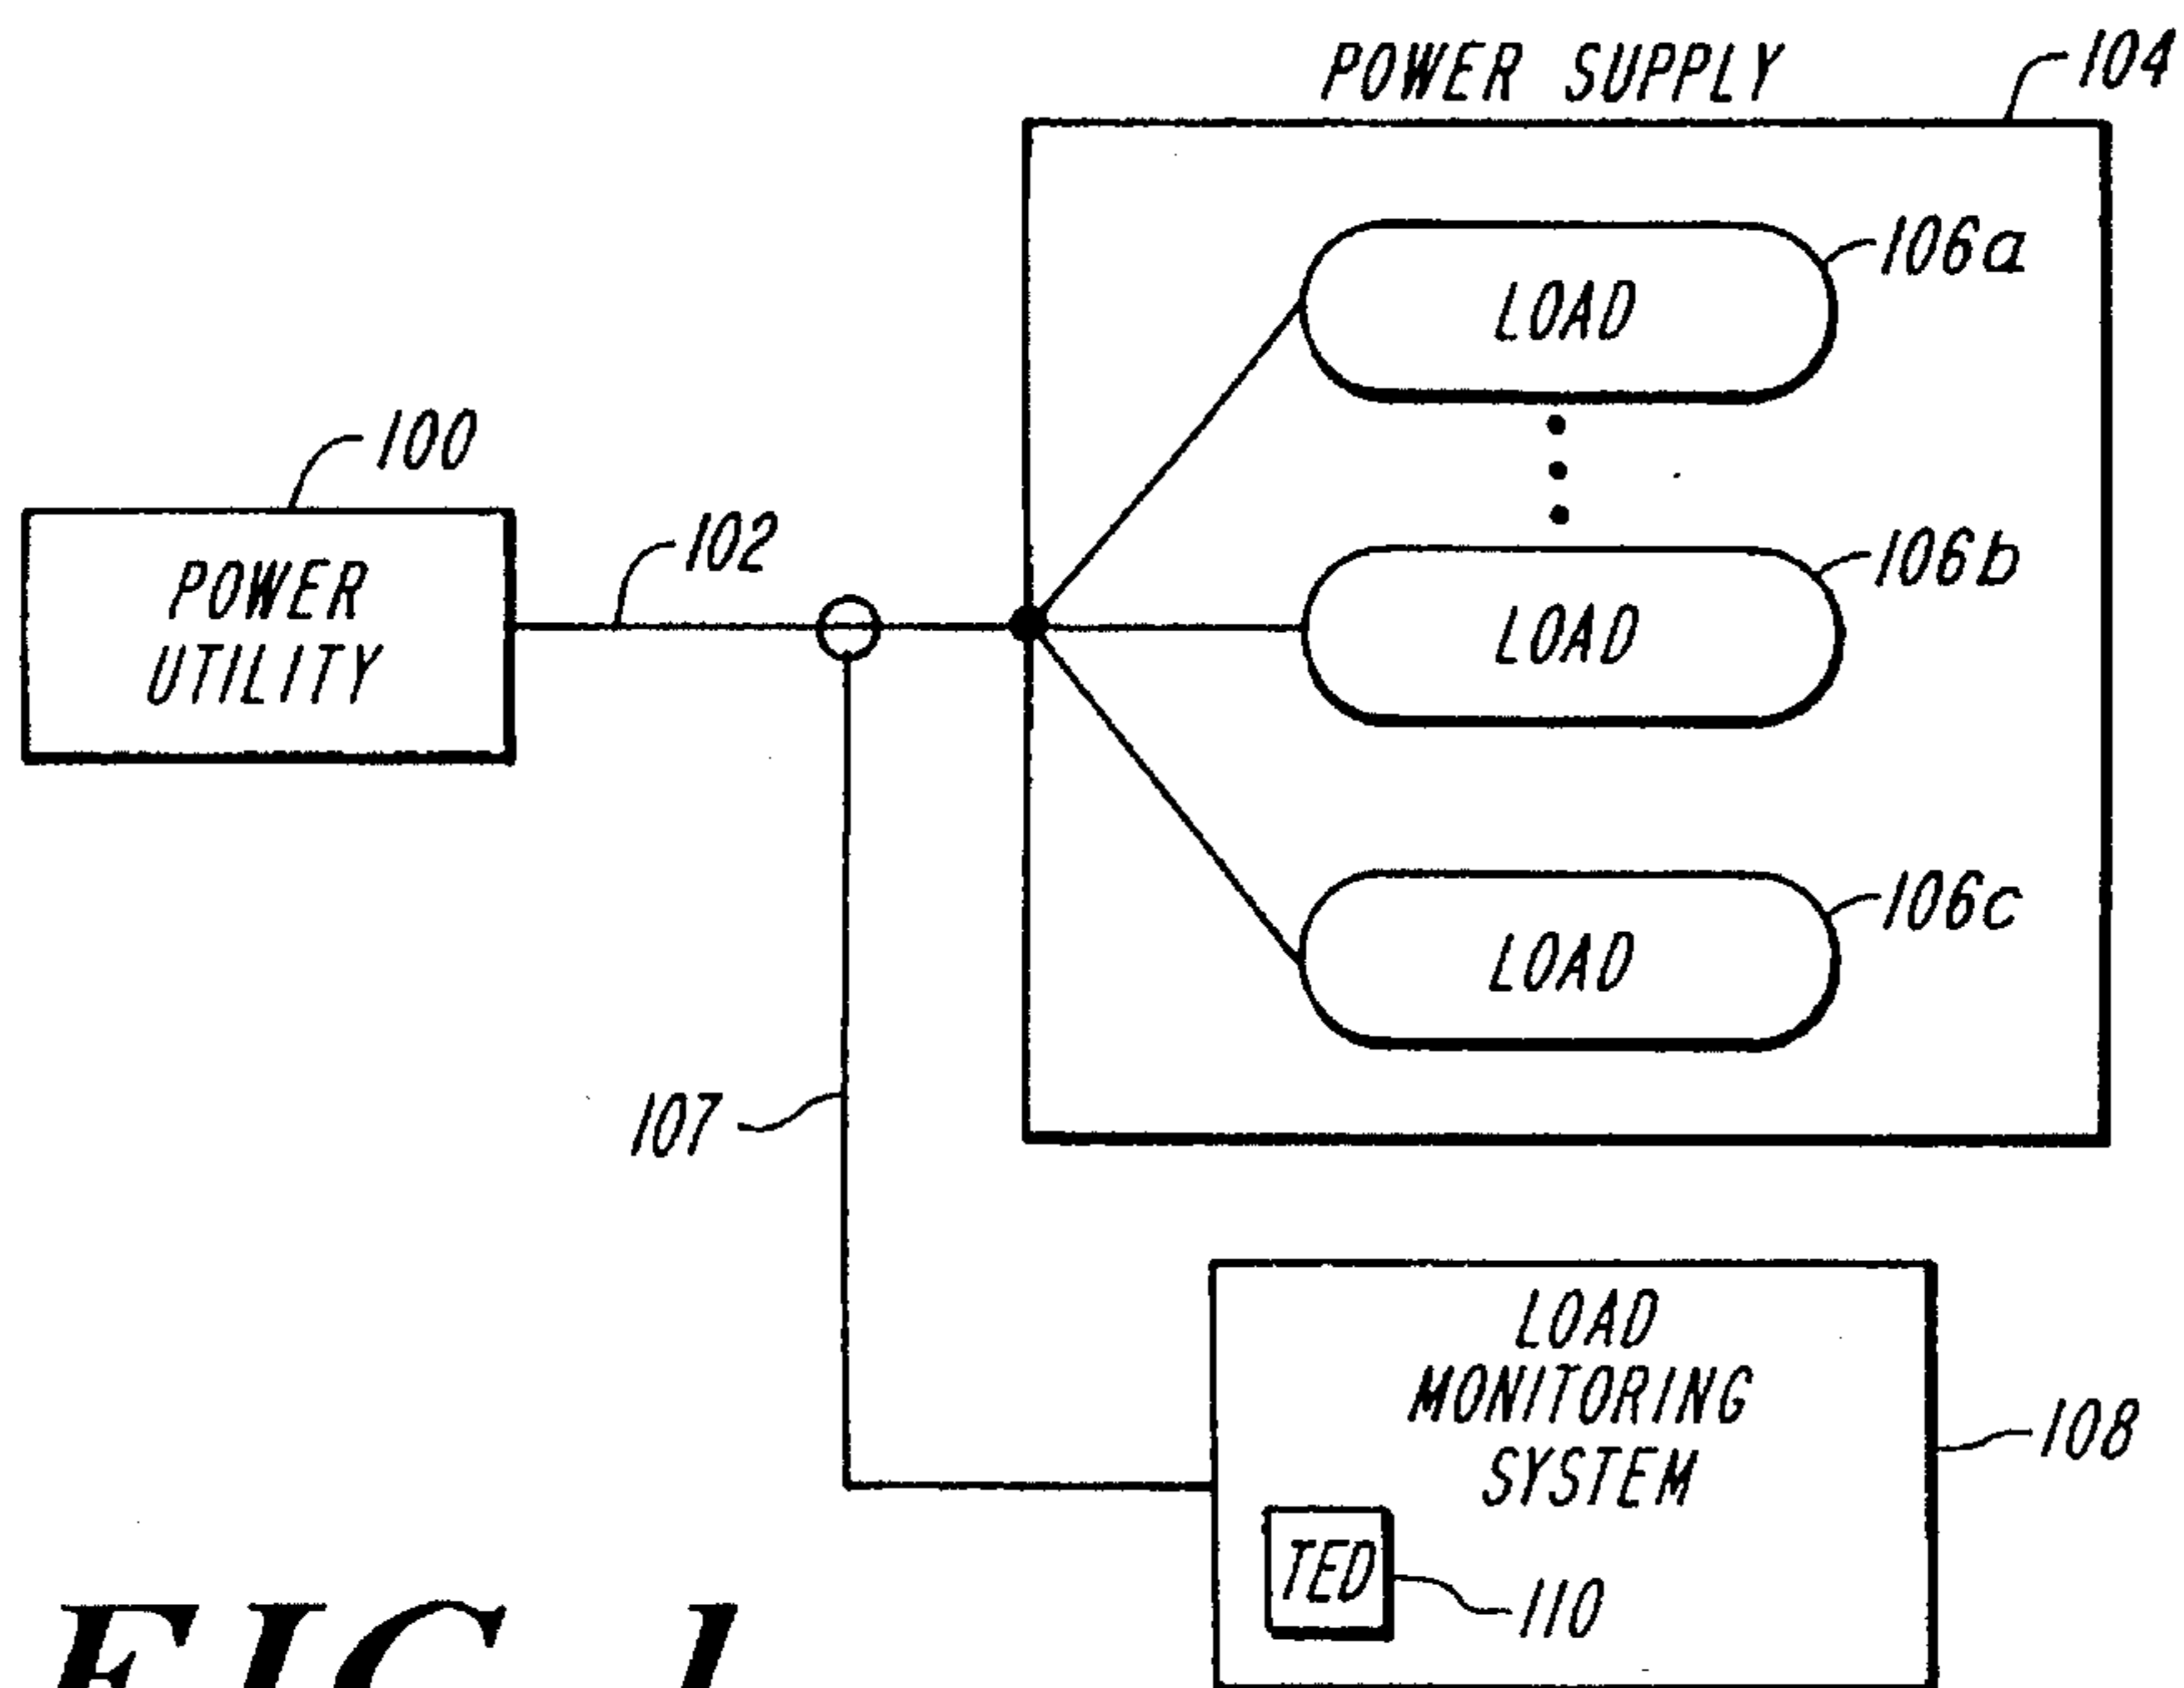 POWER SUPPLY
104
106a
LOAD
100
102
106b
POWER
UTILITY
LOAD
106c
LOAD
107
LOAD
MONITORING
SYSTEM
108
TED
110
FIG. 1